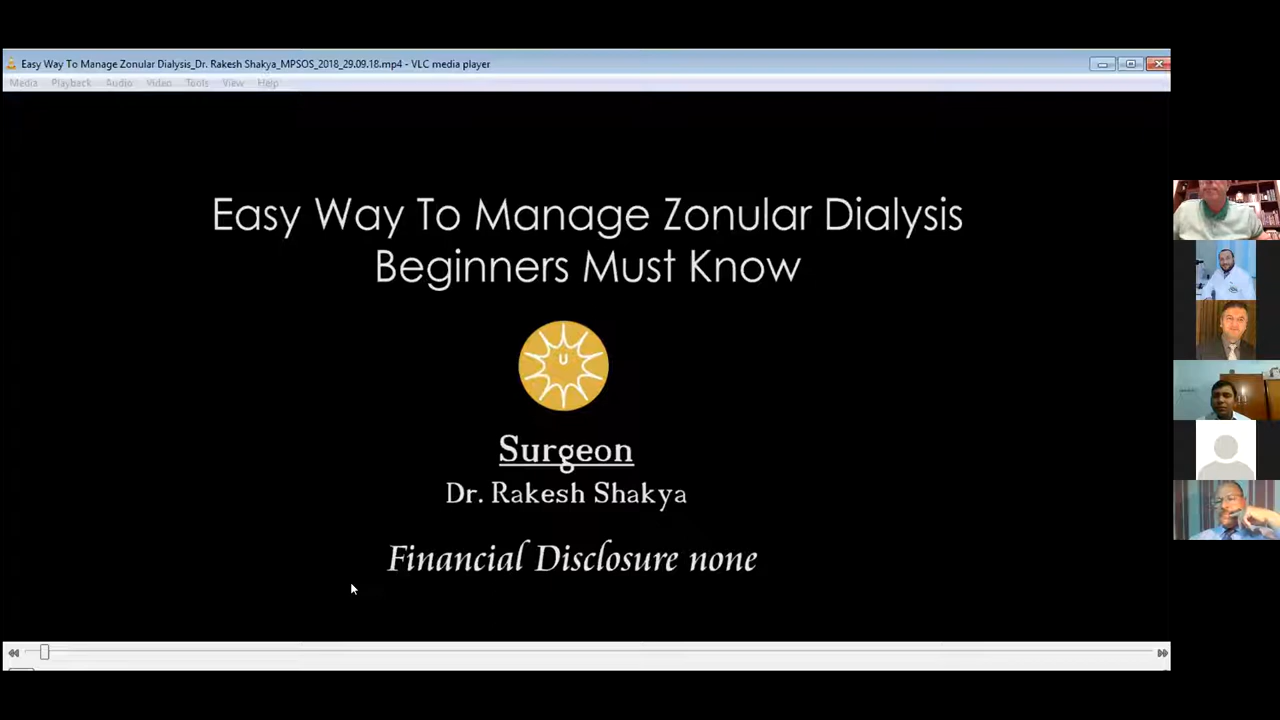 Easy Way To Manage Zonular Dialysis_Dr. Rakesh Shakya_MPSOS_2018_29.09.18.mp4 - VLC media player
Media Playback Audio Video Tools View Help
Easy Way To Manage Zonular Dialysis
Beginners Must Know
U
Surgeon
Dr. Rakesh Shakya
Financial Disclosure none